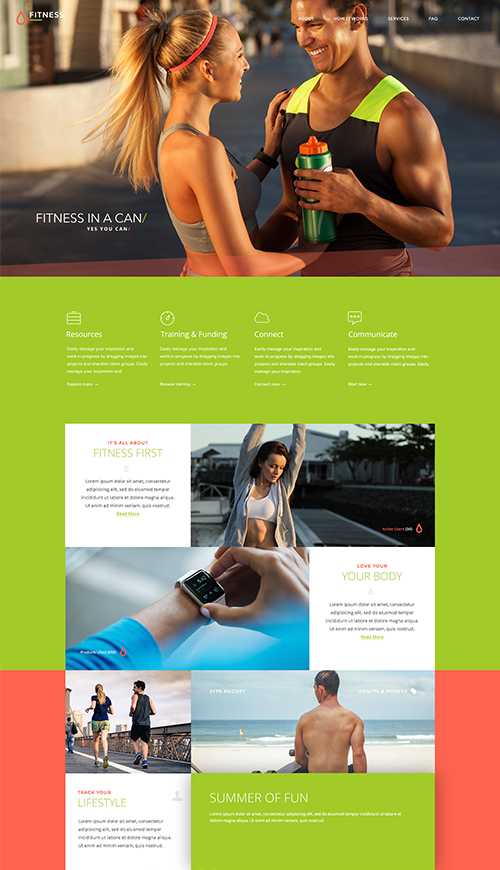 FITNESS
ABOUT HOW IT WORKS SERVICES FAQ CONTACT
FITNESS IN A CAN/
YES YOU CAN/
Resources
Easily manage your inspiration and
work-in-progress by dragging images into
projects and sharable client groups. Easily
manage your inspiration and
Explore more →
Training & Funding
Easily manage your inspiration and
work-in-progress by dragging images into
projects and sharable client groups.
Browse training →
Connect
Easily manage your inspiration and
work-in-progress by dragging images into
projects and sharable client groups. Easily
manage your inspiration.
Connect now →
Communicate
Easily manage your inspiration and
work-in-progress by dragging images into
projects and sharable client groups. Easily
Start now →
IT'S ALL ABOUT
FITNESS FIRST
Lorem ipsum dolor sit amet, consectetur
adipisicing elit, sed do eiusmod tempor
incididunt ut labore et dolore magna aliqua.
Ut enim ad minim veniam, quis nostrud.
Read More
Active Users
LOVE YOUR
YOUR BODY
Lorem ipsum dolor sit amet, consectetur
adipisicing elit, sed do eiusmod tempor
incididunt ut labore et dolore magna aliqua.
Ut enim ad minim veniam, quis nostrud.
Read More
Products Used
24TH AUGUST
HEALTH & FITNESS
TRACK YOUR
LIFESTYLE
Lorem ipsum dolor sit amet,
consectetur adipisicing elit, sed
do eiusmod tempor incididunt
ut labore et dolore magna
aliqua. Ut enim ad minim
SUMMER OF FUN
Lorem ipsum dolor sit amet, consectetur adipisicing elit, sed do eiusmod tempor incididunt ut labore et
dolore magna aliqua. Ut enim ad minim veniam, quis nostrud.